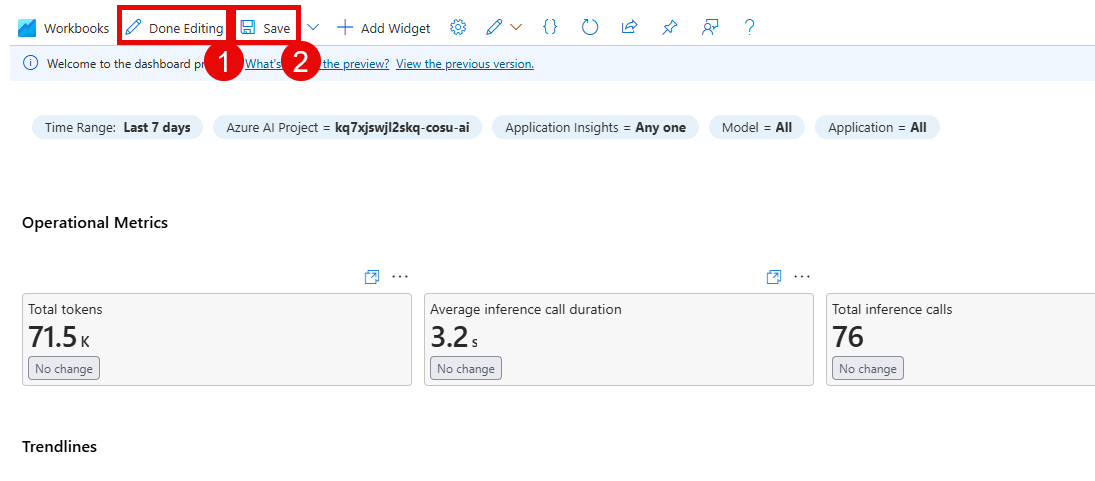 Workbooks Done Editing Save Add Widget {} ?
1 2
Welcome to the dashboard pr What's the preview? View the previous version.
Time Range: Last 7 days Azure AI Project = kq7xjswjl2skq-cosu-ai Application Insights = Any one Model = All Application = All
Operational Metrics
Total tokens Average inference call duration Total inference calls
71.5 K 3.2 s 76
No change No change No change
Trendlines